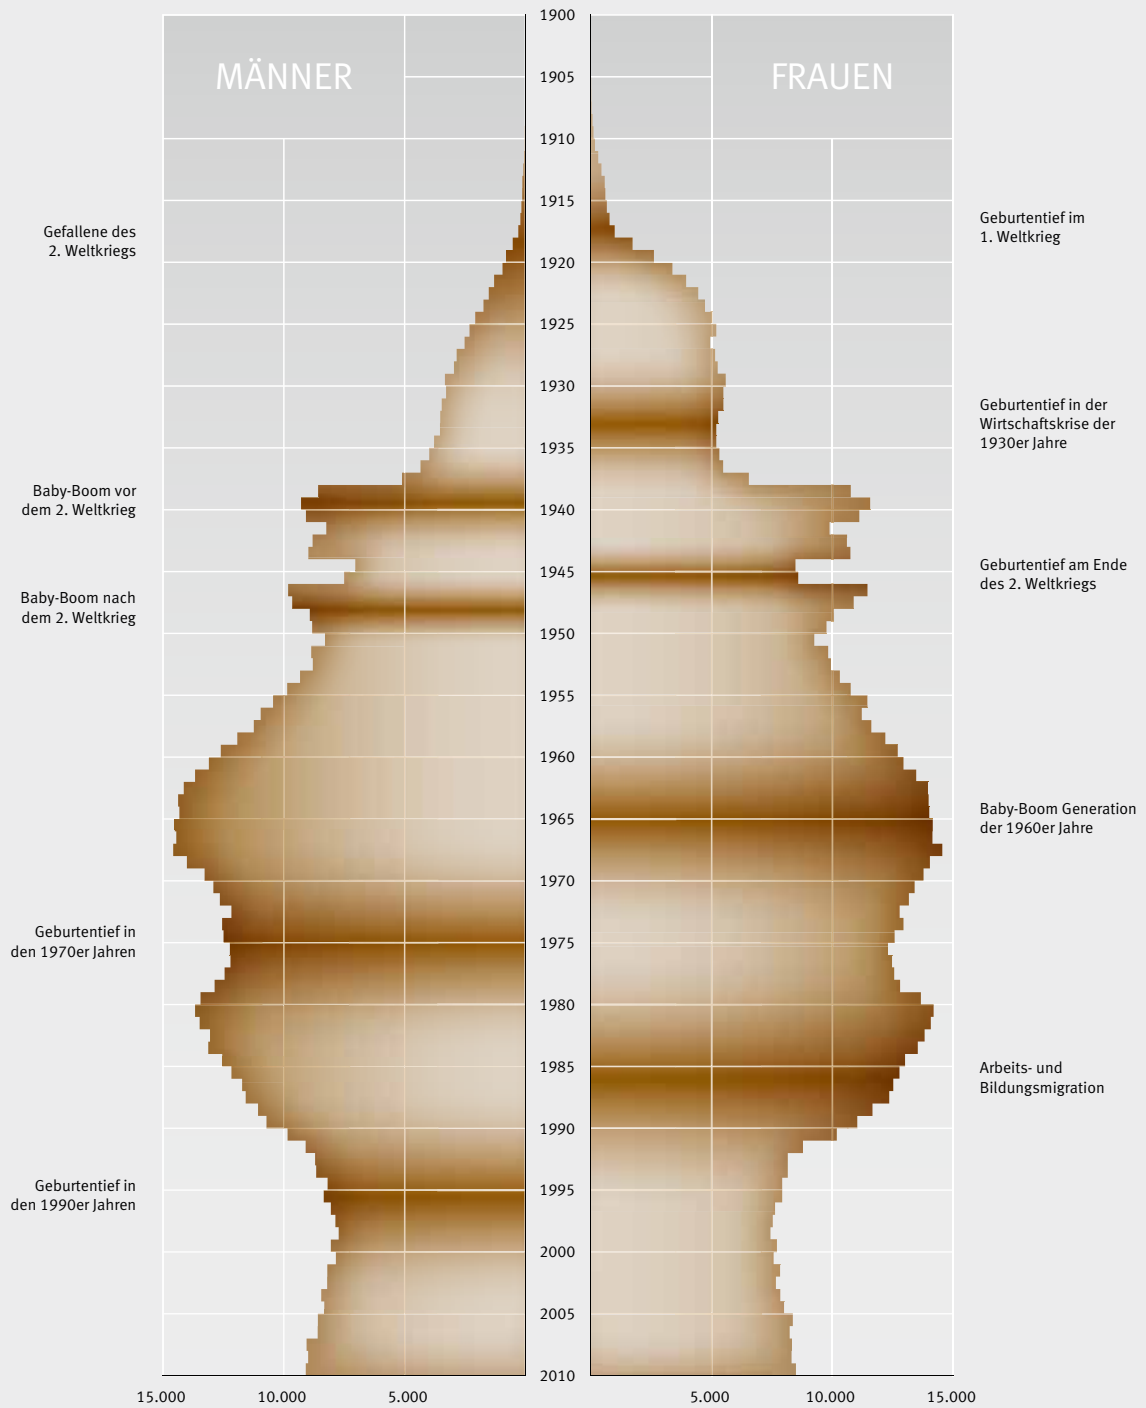 MÄNNER
FRAUEN
Gefallene des
2. Weltkriegs
Baby-Boom vor
dem 2. Weltkrieg
Baby-Boom nach
dem 2. Weltkrieg
Geburtentief in
den 1970er Jahren
Geburtentief in
den 1990er Jahren
1900
1905
1910
1915
1920
1925
1930
1935
1940
1945
1950
1955
1960
1965
1970
1975
1980
1985
1990
1995
2000
2005
2010
Geburtentief im
1. Weltkrieg
Geburtentief in der
Wirtschaftskrise der
1930er Jahre
Geburtentief am Ende
des 2. Weltkriegs
Baby-Boom Generation
der 1960er Jahre
Arbeits- und
Bildungsmigration
15.000 10.000 5.000 5.000 10.000 15.000